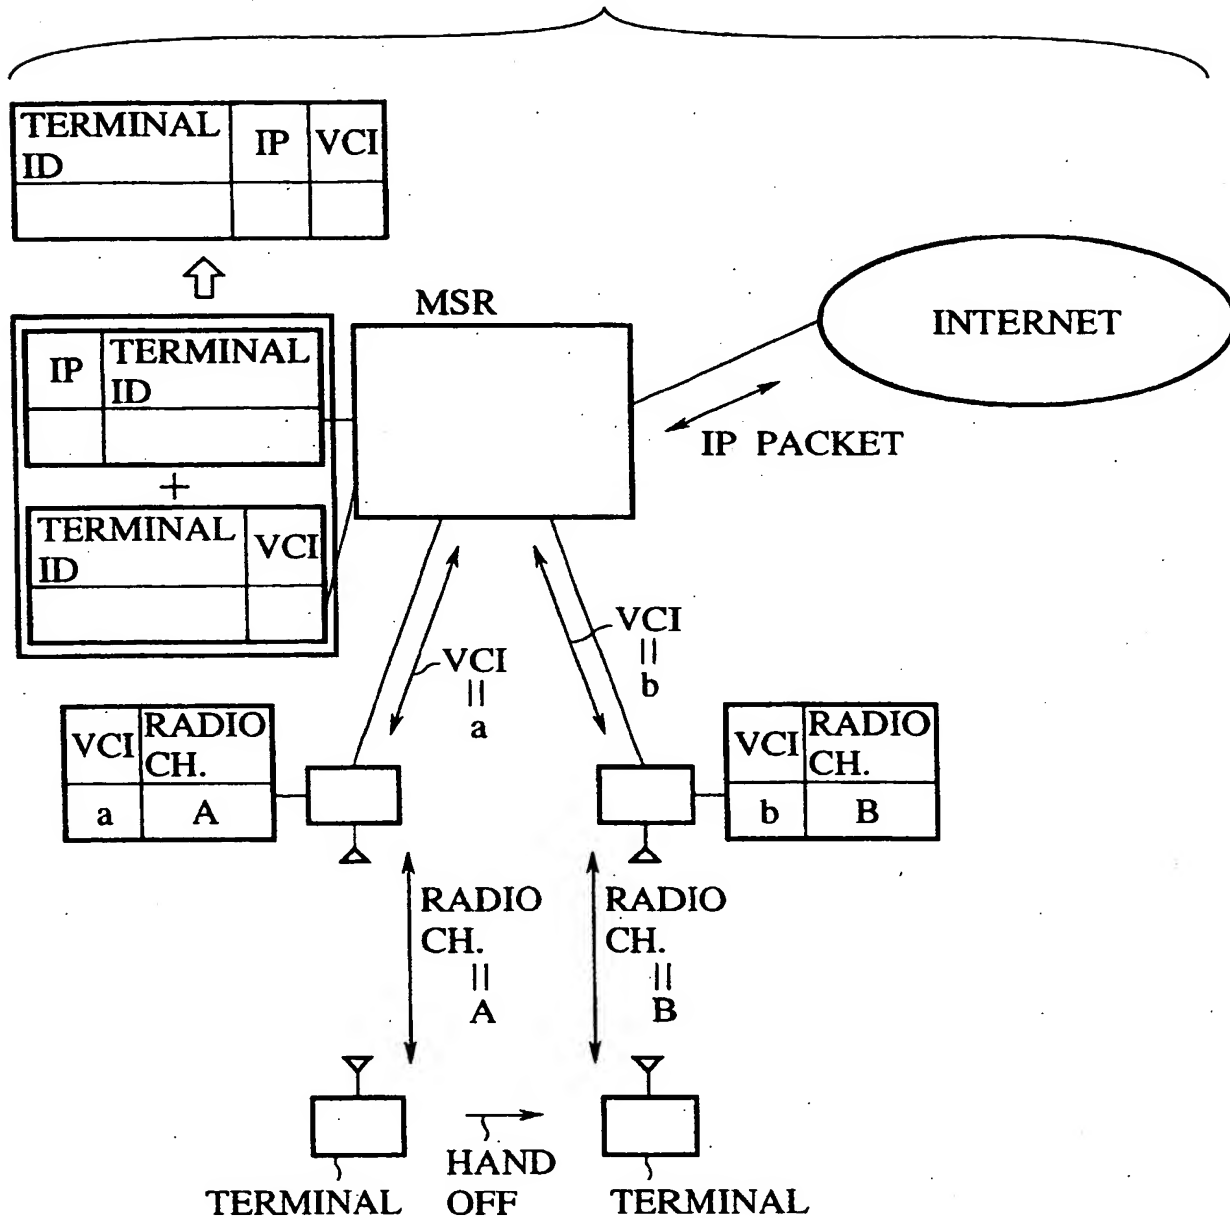 TERMINAL
ID
IP
VCI
MSR
INTERNET
IP
TERMINAL
ID
IP PACKET
+
TERMINAL
ID
VCI
VCI
=
a
VCI
=
b
VCI
RADIO
CH.
a
A
VCI
RADIO
CH.
b
B
RADIO
CH.
=
A
RADIO
CH.
=
B
HAND
OFF
TERMINAL
TERMINAL